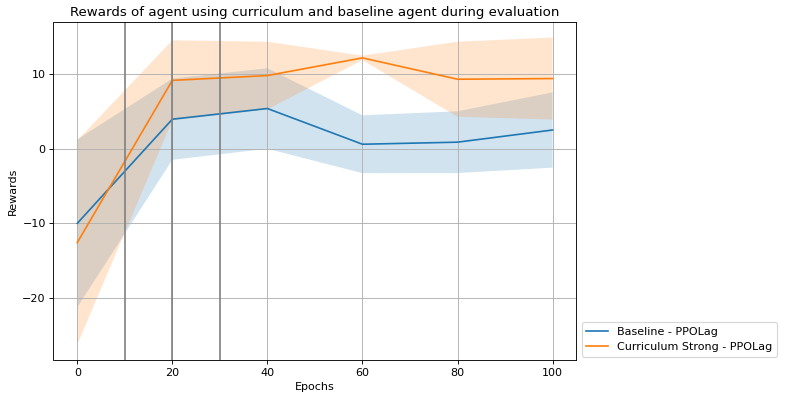 Rewards of agent using curriculum and baseline agent during evaluation
10
0
−10
−20
Rewards
0 20 40 60 80 100
Epochs
Baseline - PPOLag
Curriculum Strong - PPOLag